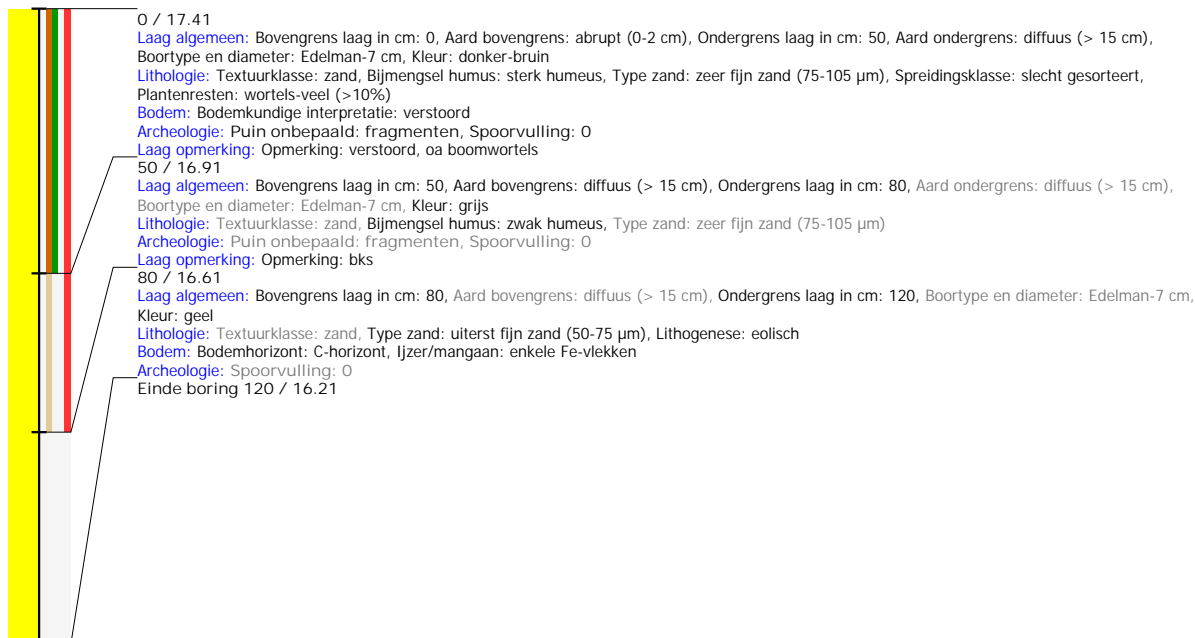 0 / 17.41
Laag algemeen: Bovengrens laag in cm: 0, Aard bovengrens: abrupt (0-2 cm), Ondergrens laag in cm: 50, Aard ondergrens: diffuus (> 15 cm),
Boortype en diameter: Edelman-7 cm, Kleur: donker-bruin
Lithologie: Textuurklasse: zand, Bijmengsel humus: sterk humeus, Type zand: zeer fijn zand (75-105 µm), Spreidingsklasse: slecht gesorteert,
Plantenresten: wortels-veel (>10%)
Bodem: Bodemkundige interpretatie: verstoord
Archeologie: Puin onbepaald: fragmenten, Spoorvulling: 0
Laag opmerking: Opmerking: verstoord, oa boomwortels
50 / 16.91
Laag algemeen: Bovengrens laag in cm: 50, Aard bovengrens: diffuus (> 15 cm), Ondergrens laag in cm: 80, Aard ondergrens: diffuus (> 15 cm),
Boortype en diameter: Edelman-7 cm, Kleur: grijs
Lithologie: Textuurklasse: zand, Bijmengsel humus: zwak humeus, Type zand: zeer fijn zand (75-105 µm)
Archeologie: Puin onbepaald: fragmenten, Spoorvulling: 0
Laag opmerking: Opmerking: bks
80 / 16.61
Laag algemeen: Bovengrens laag in cm: 80, Aard bovengrens: diffuus (> 15 cm), Ondergrens laag in cm: 120, Boortype en diameter: Edelman-7 cm,
Kleur: geel
Lithologie: Textuurklasse: zand, Type zand: uiterst fijn zand (50-75 µm), Lithogenese: eolisch
Bodem: Bodemhorizont: C-horizont, Ijzer/mangaan: enkele Fe-vlekken
Archeologie: Spoorvulling: 0
Einde boring 120 / 16.21